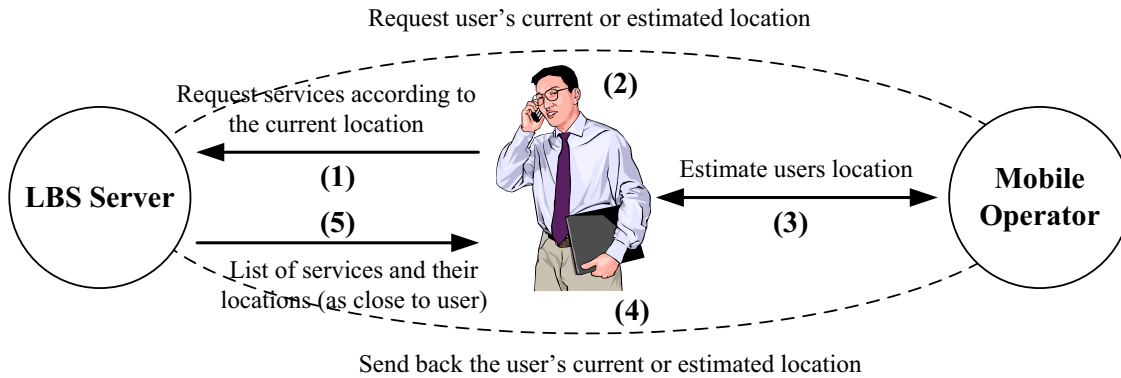 Request user's current or estimated location
(2)
Request services according to
the current location
(1)
LBS Server
Estimate users location
(3)
Mobile
Operator
(5)
List of services and their
locations (as close to user)
(4)
Send back the user's current or estimated location